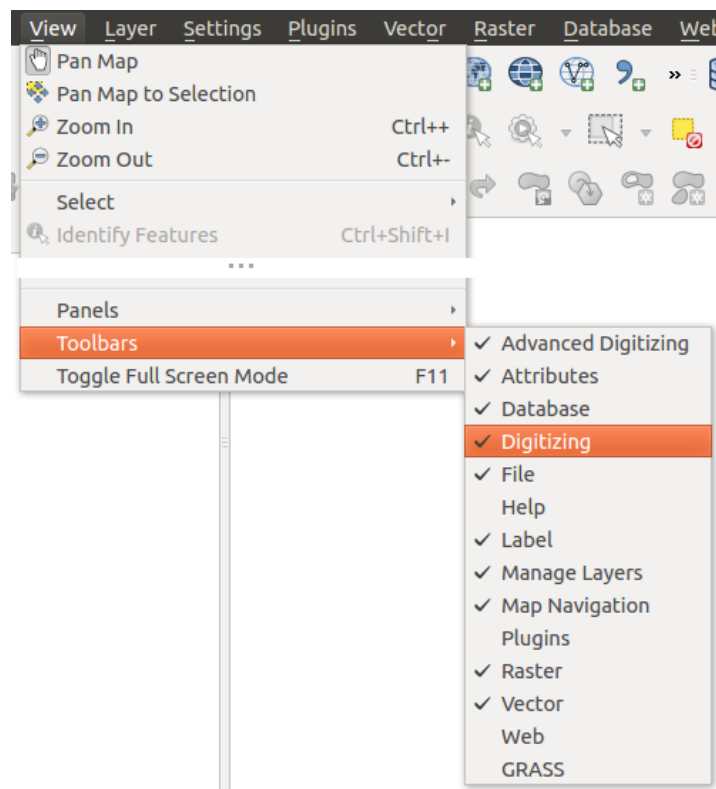 View Layer Settings Plugins Vector Raster Database
Pan Map
Pan Map to Selection
Zoom In Ctrl++
Zoom Out Ctrl+-
Select
Identify Features Ctrl+Shift+I
...
Panels
Toolbars
Toggle Full Screen Mode F11
Advanced Digitizing
Attributes
Database
Digitizing
File
Help
Label
Manage Layers
Map Navigation
Plugins
Raster
Vector
Web
GRASS